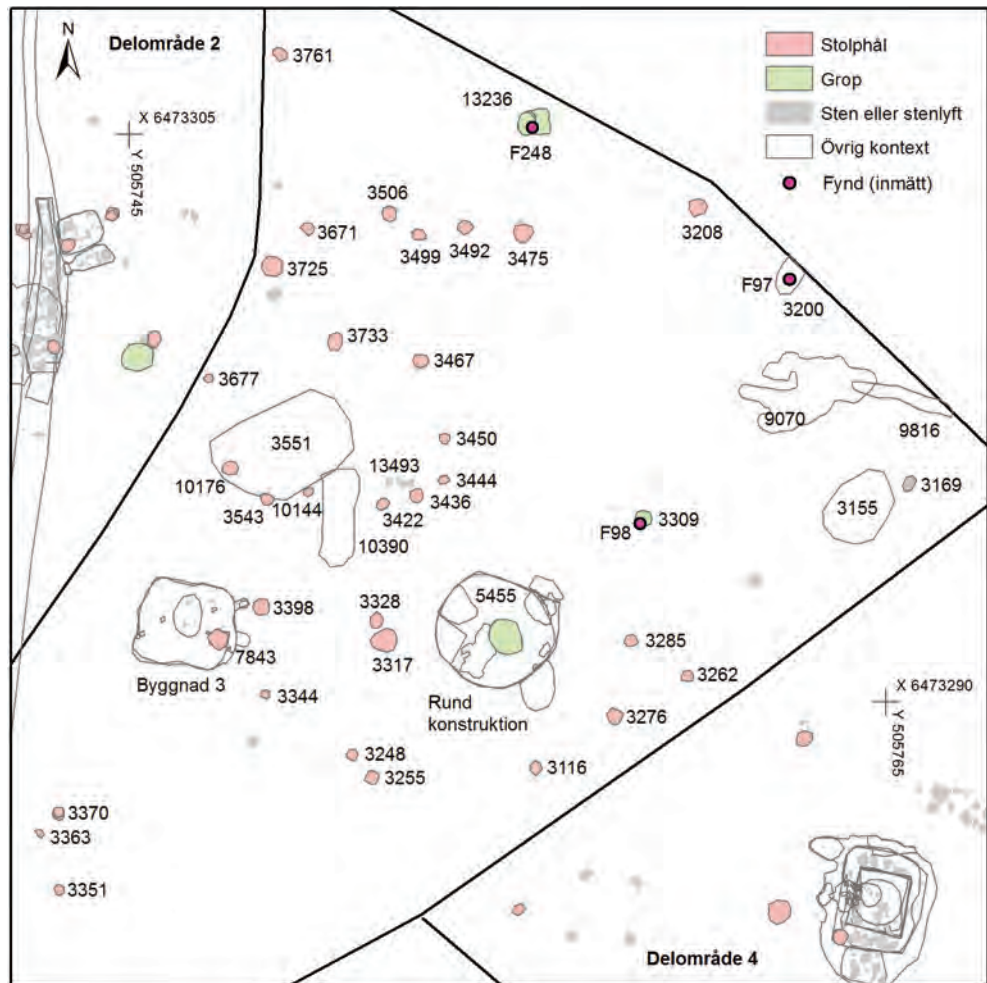 N
Delområde 2
3761
Stolphål
Grop
Sten eller stenlyft
Övrig kontext
Fynd (inmätt)
X 6473305
Y 505745
13236
F248
3506
3671
3499
3492
3475
3208
3725
F97
3200
3733
3467
3677
9070
9816
3551
3450
13493
3444
10176
3436
3169
3543
10144
3422
3155
10390
F98
3309
5455
3398
3328
3317
3285
7843
Byggnad 3
3262
3344
Rund
konstruktion
3276
X 6473290
Y 505765
3248
3255
3116
3370
3363
3351
Delområde 4